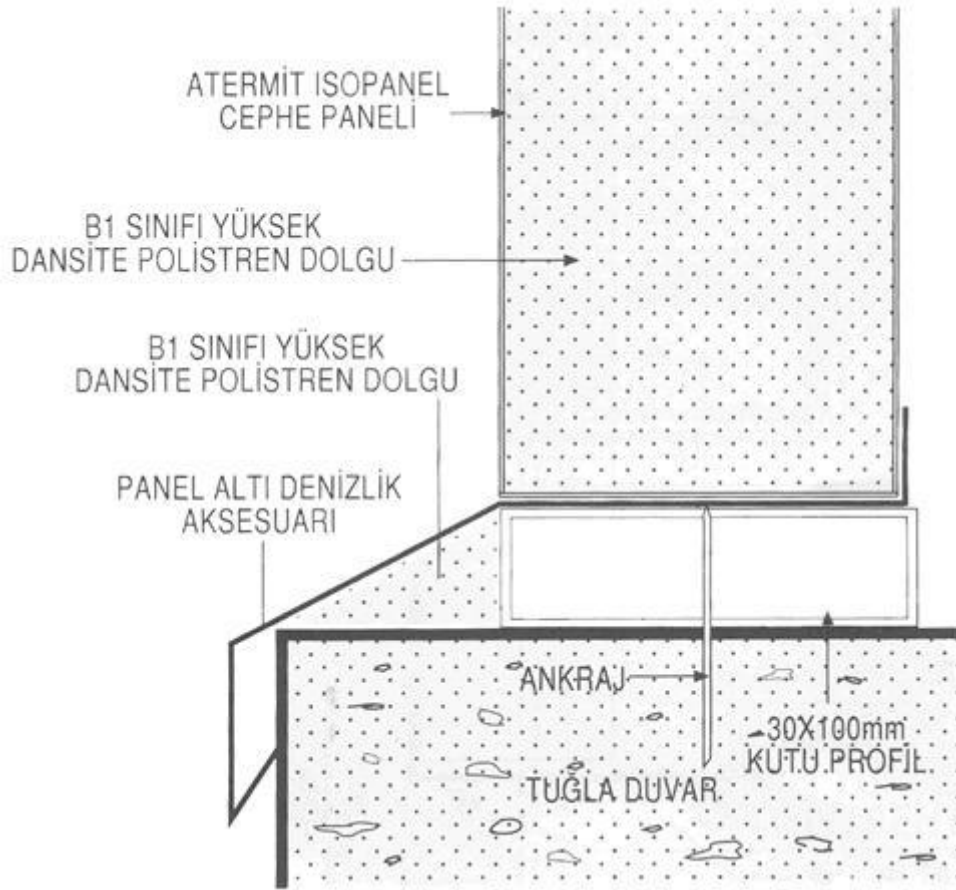 ATERMİT ISOPANEL
CEPHE PANELİ
B1 SINIFI YÜKSEK
DANSİTE POLİSTREN DOLGU
B1 SINIFI YÜKSEK
DANSİTE POLİSTREN DOLGU
PANEL ALTI DENİZLİK
AKSESUARI
ANKRAJ
30X100mm
KUTU PROFİL
TUĞLA DUVAR